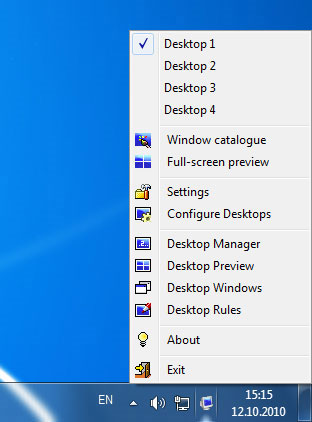 Desktop 1
Desktop 2
Desktop 3
Desktop 4
Window catalogue
Full-screen preview
Settings
Configure Desktops
Desktop Manager
Desktop Preview
Desktop Windows
Desktop Rules
About
Exit
EN
15:15
12.10.2010